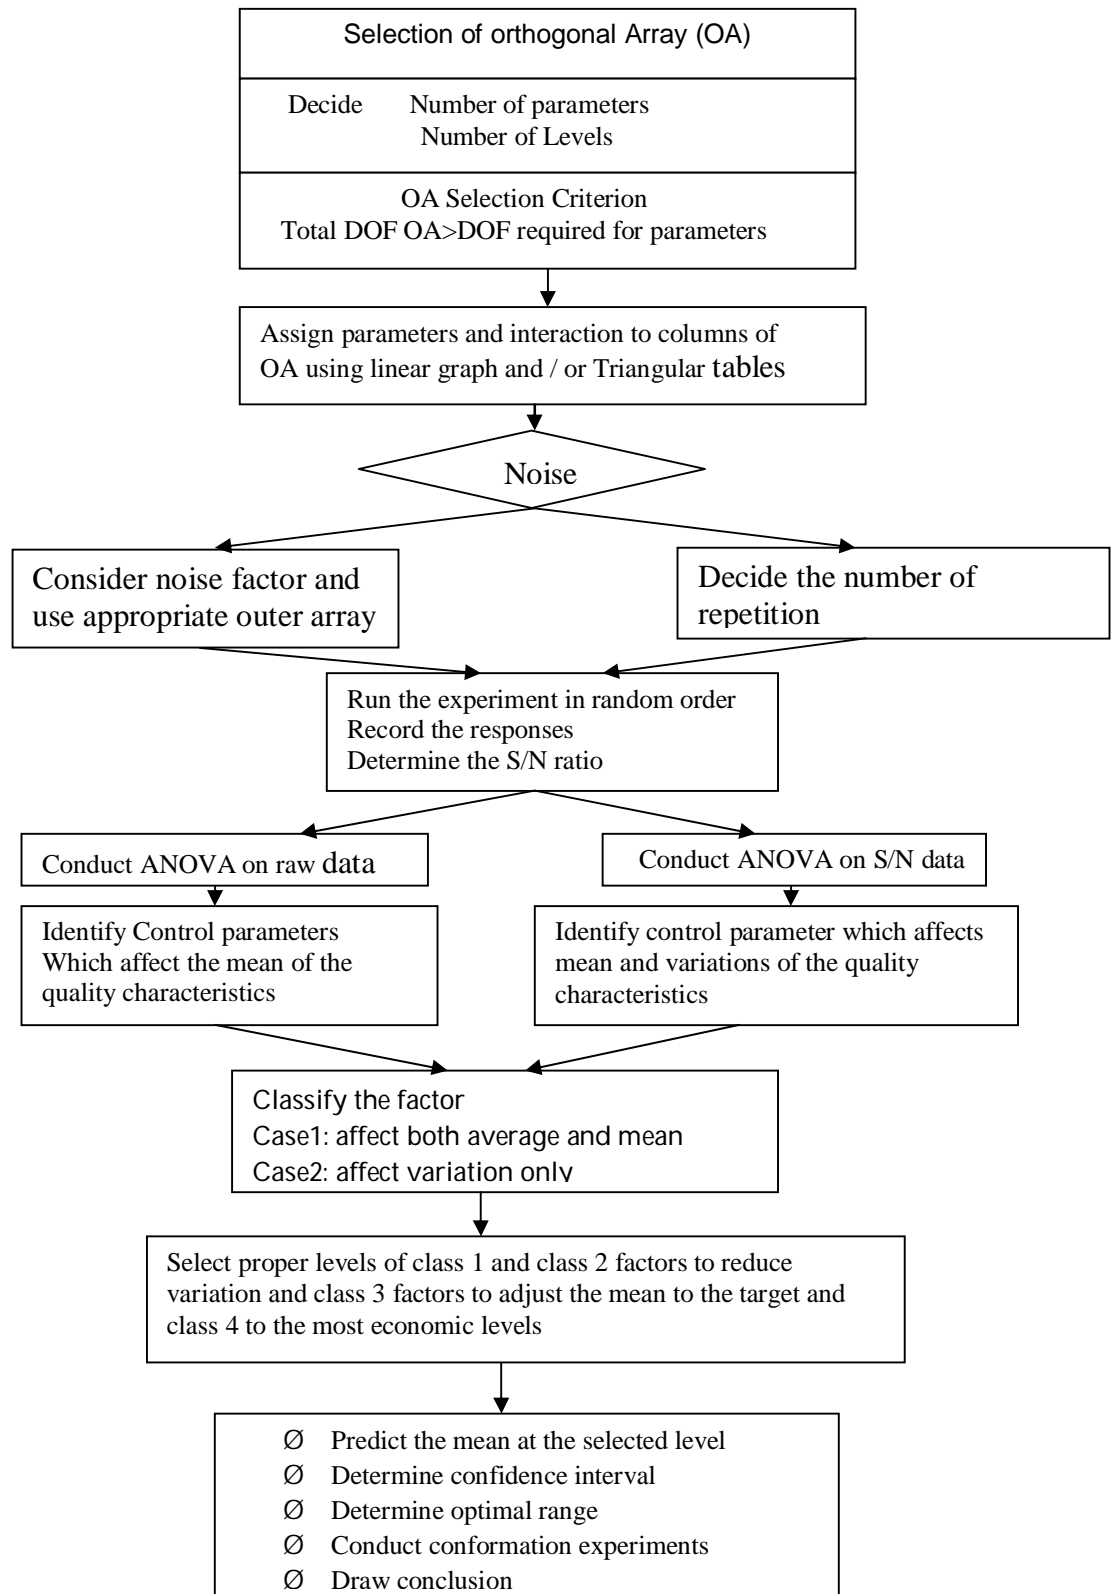 Selection of orthogonal Array (OA)
Decide Number of parameters
Number of Levels
OA Selection Criterion
Total DOF OA>DOF required for parameters
Assign parameters and interaction to columns of
OA using linear graph and / or Triangular tables
Noise
Consider noise factor and
use appropriate outer array
Decide the number of
repetition
Run the experiment in random order
Record the responses
Determine the S/N ratio
Conduct ANOVA on raw data
Conduct ANOVA on S/N data
Identify Control parameters
Which affect the mean of the
quality characteristics
Identify control parameter which affects
mean and variations of the quality
characteristics
Classify the factor
Case1: affect both average and mean
Case2: affect variation only
Select proper levels of class 1 and class 2 factors to reduce
variation and class 3 factors to adjust the mean to the target and
class 4 to the most economic levels
Ø Predict the mean at the selected level
Ø Determine confidence interval
Ø Determine optimal range
Ø Conduct conformation experiments
Ø Draw conclusion